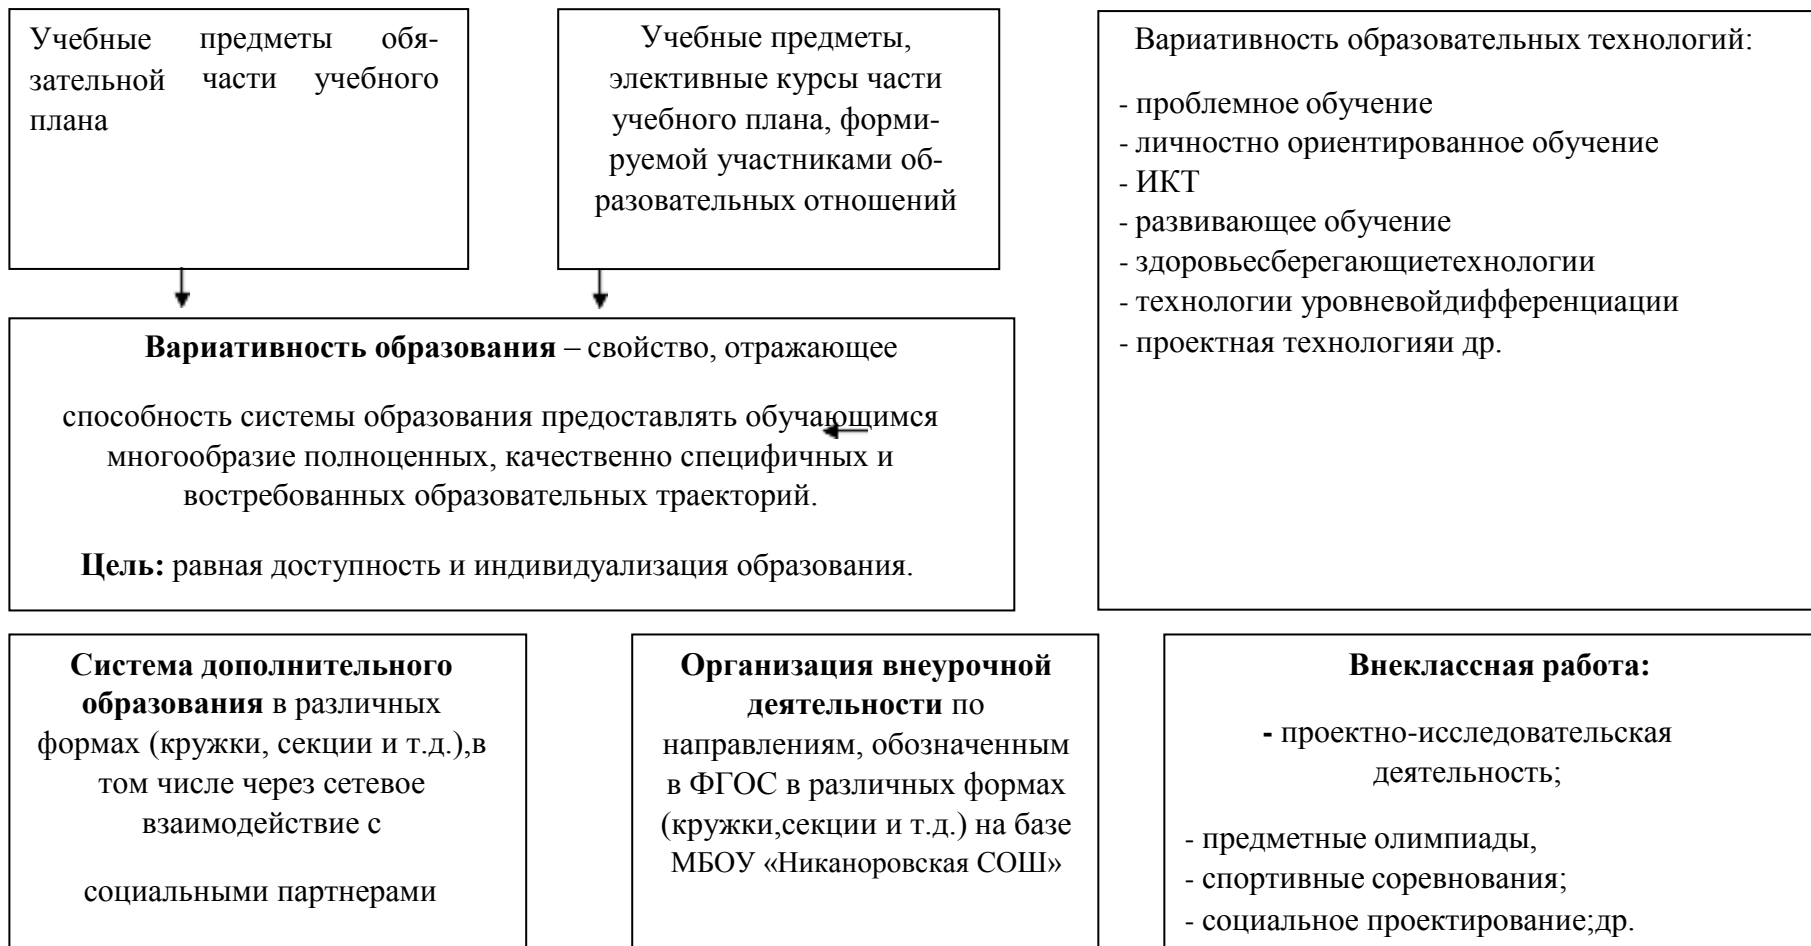 Учебные предметы обя-
зательной части учебного
плана
Учебные предметы,
элективные курсы части
учебного плана, форми-
руемой участниками об-
разовательных отношений
Вариативность образовательных технологий:
- проблемное обучение
- личностно ориентированное обучение
- ИКТ
- развивающее обучение
- здоровьесберегающиетехнологии
- технологии уровневойдифференциации
- проектная технологияи др.
Вариативность образования – свойство, отражающее
способность системы образования предоставлять обучающимся
многообразие полноценных, качественно специфичных и
востребованных образовательных траекторий.
Цель: равная доступность и индивидуализация образования.
Система дополнительного
образования в различных
формах (кружки, секции и т.д.),в
том числе через сетевое
взаимодействие с
социальными партнерами
Организация внеурочной
деятельности по
направлениям, обозначенным
в ФГОС в различных формах
(кружки,секции и т.д.) на базе
МБОУ «Никаноровская СОШ»
Внеклассная работа:
- проектно-исследовательская
деятельность;
- предметные олимпиады,
- спортивные соревнования;
- социальное проектирование;др.